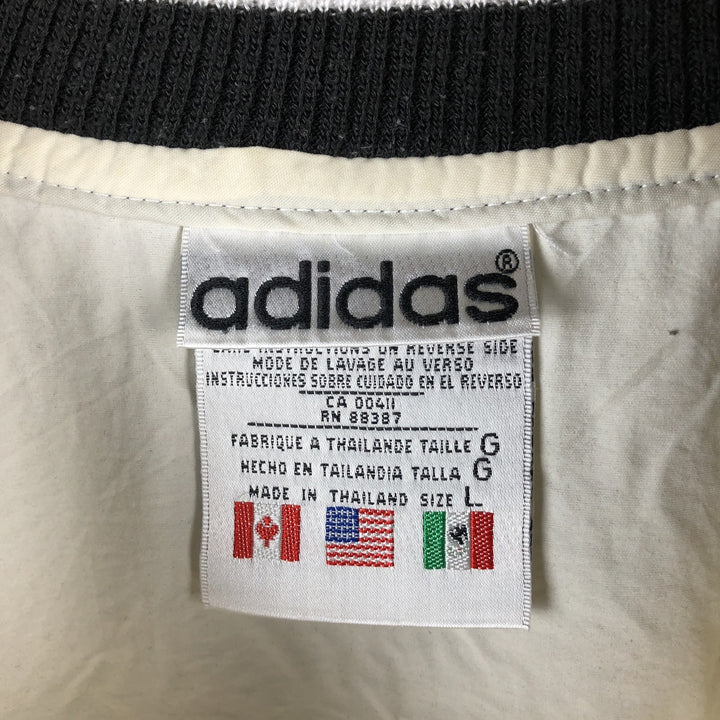 adidas®
CARE INSTRUCTIONS ON REVERSE SIDE
MODE DE LAVAGE AU VERSO
INSTRUCCIONES SOBRE CUIDADO EN EL REVERSO
CA 00411
RN 88387
FABRIQUE A THAILANDE TAILLE G
HECHO EN TAILANDIA TALLA G
MADE IN THAILAND SIZE L